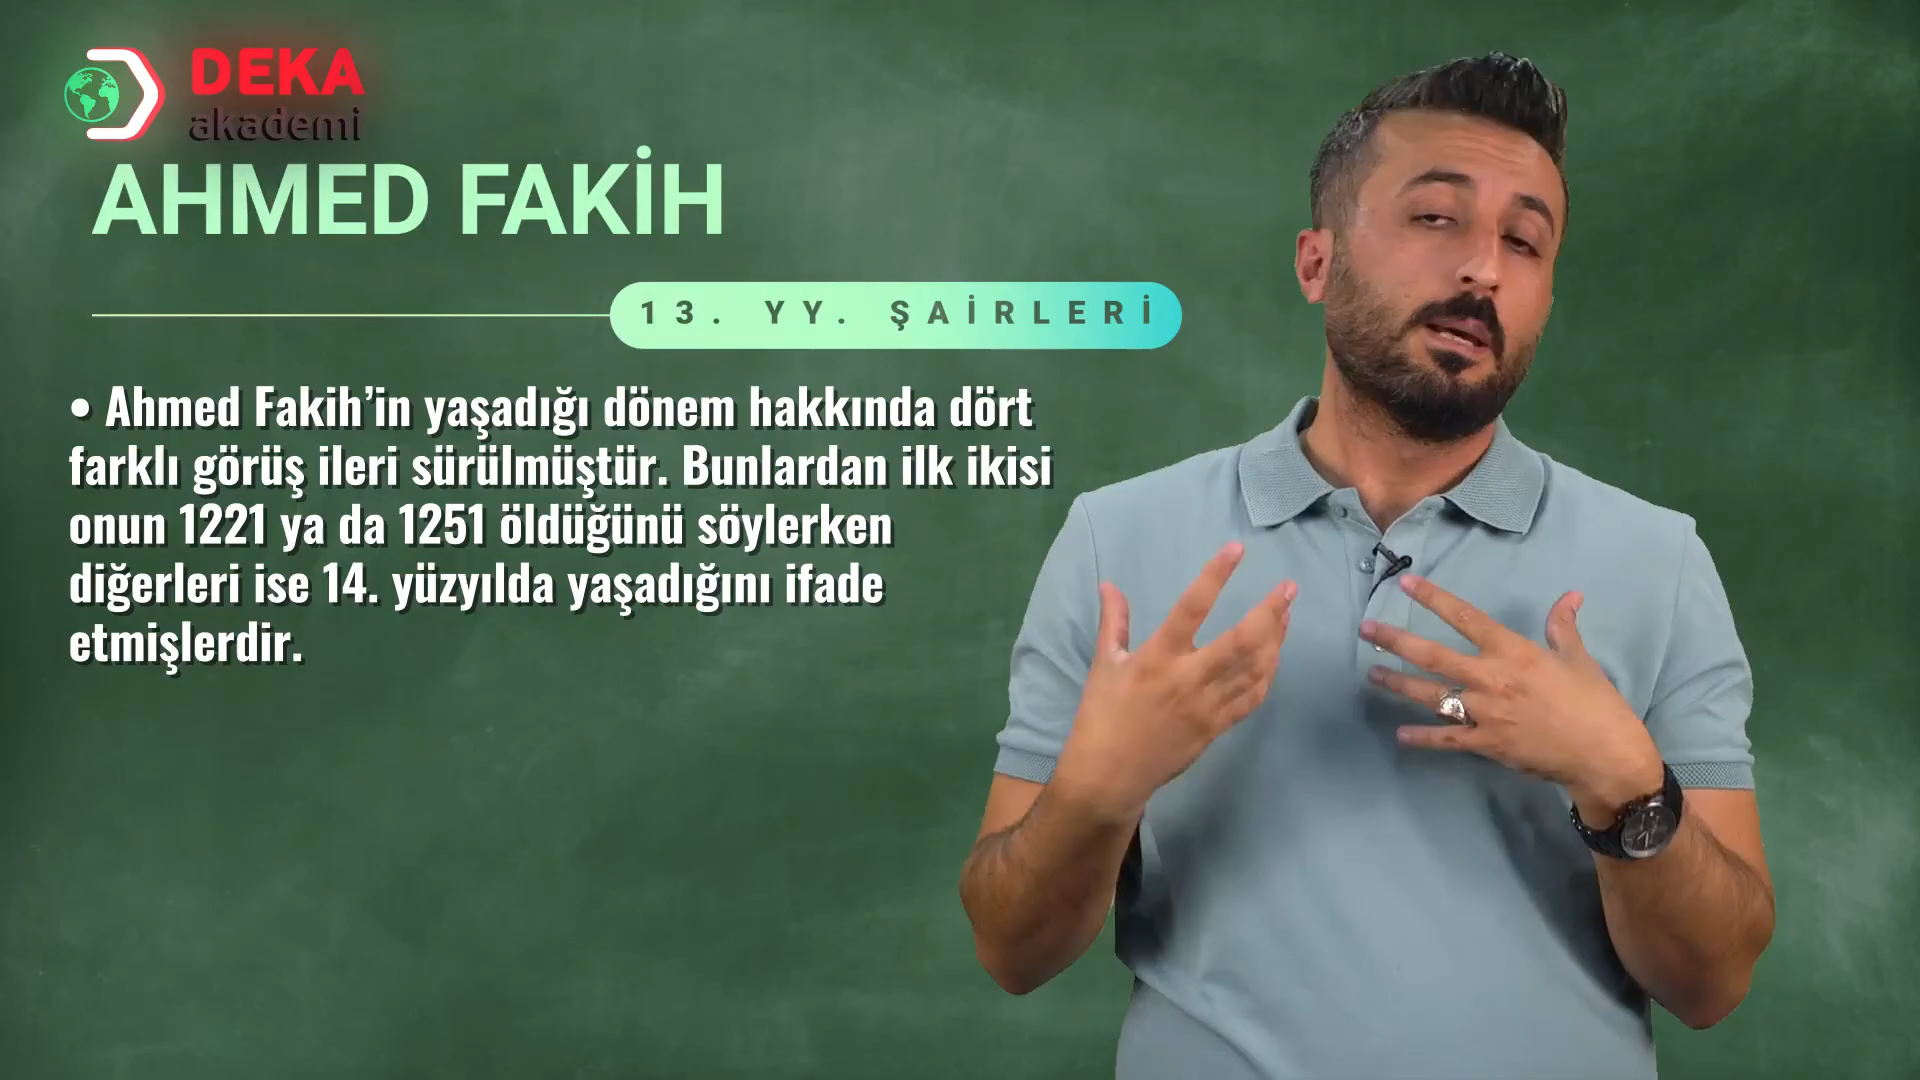 DEKA
akademi
AHMED FAKİH
13. YY. ŞAİRLERİ
• Ahmed Fakih’in yaşadığı dönem hakkında dört
farklı görüş ileri sürülmüştür. Bunlardan ilk ikisi
onun 1221 ya da 1251 öldüğünü söylerken
diğerleri ise 14. yüzyılda yaşadığını ifade
etmişlerdir.